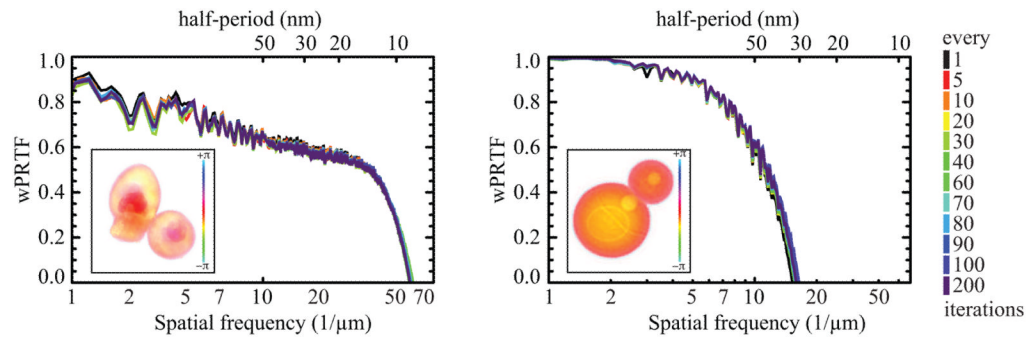 half-period (nm)
50 30 20 10
1.0
0.8
0.6
0.4
0.2
0.0
wPRTF
+π
−π
1 2 5 7 10 20 50 70
Spatial frequency (1/µm)
half-period (nm)
50 30 20 10
1.0
0.8
0.6
0.4
0.2
0.0
wPRTF
+π
−π
1 2 5 7 10 20 50
Spatial frequency (1/µm)
every
1
5
10
20
30
40
60
70
80
90
100
200
iterations